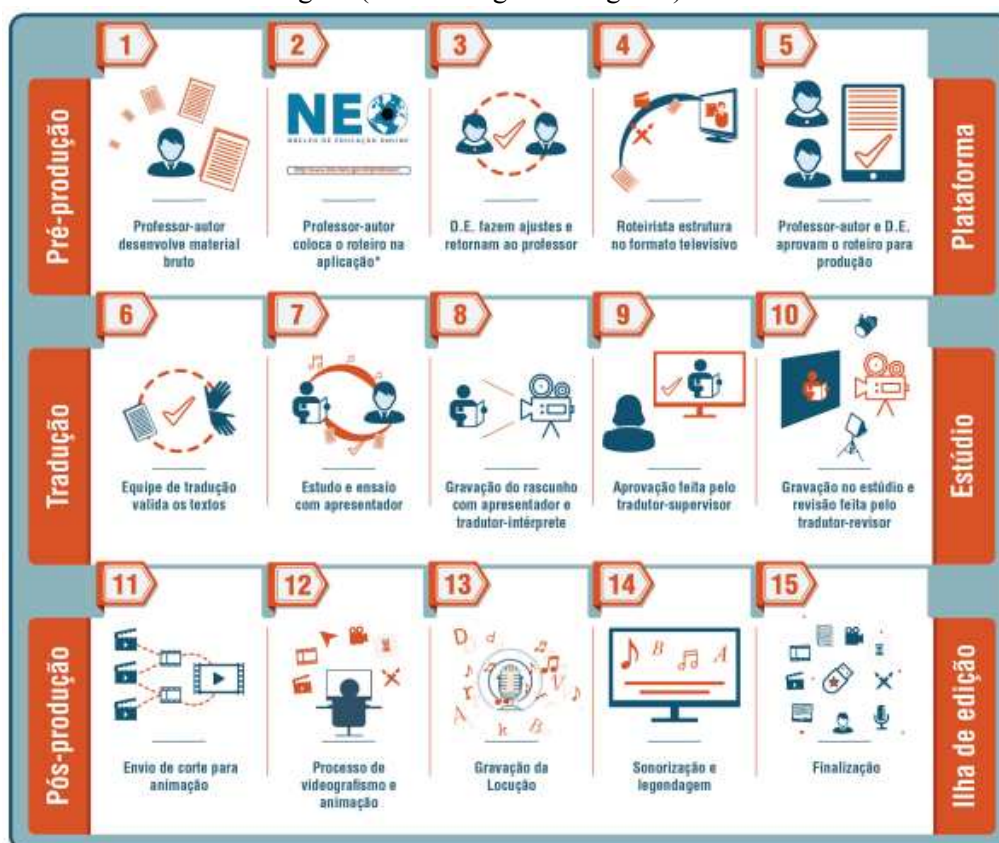 1
2
3
4
5
Pré-produção
NEO
NÚCLEO DE EDUCAÇÃO ONLINE
Professor-autor
desenvolve material
bruto
Professor-autor
coloca o roteiro na
aplicação*
D.E. fazem ajustes e
retornam ao professor
Roteirista estrutura
no formato televisivo
Professor-autor e D.E.
aprovam o roteiro para
produção
Plataforma
6
7
8
9
10
Tradução
Equipe de tradução
valida os textos
Estudo e ensaio
com apresentador
Gravação do rascunho
com apresentador e
tradutor-intérprete
Aprovação feita pelo
tradutor-supervisor
Gravação no estúdio e
revisão feita pelo
tradutor-revisor
Estúdio
11
12
13
14
15
Pós-produção
D d
A k B
B A
Envio de corte para
animação
Processo de
videografismo e
animação
Gravação da
Locução
Sonorização e
legendagem
Finalização
Ilha de edição